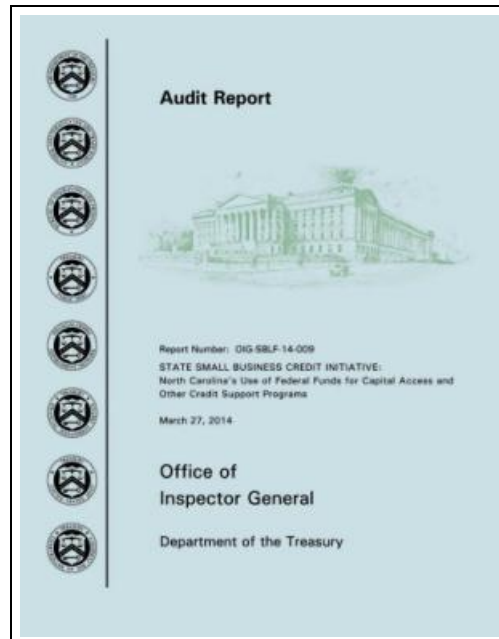 Audit Report
Report Number: OIG-SBLF-14-009
STATE SMALL BUSINESS CREDIT INITIATIVE:
North Carolina's Use of Federal Funds for Capital Access and
Other Credit Support Programs
March 27, 2014
Office of
Inspector General
Department of the Treasury